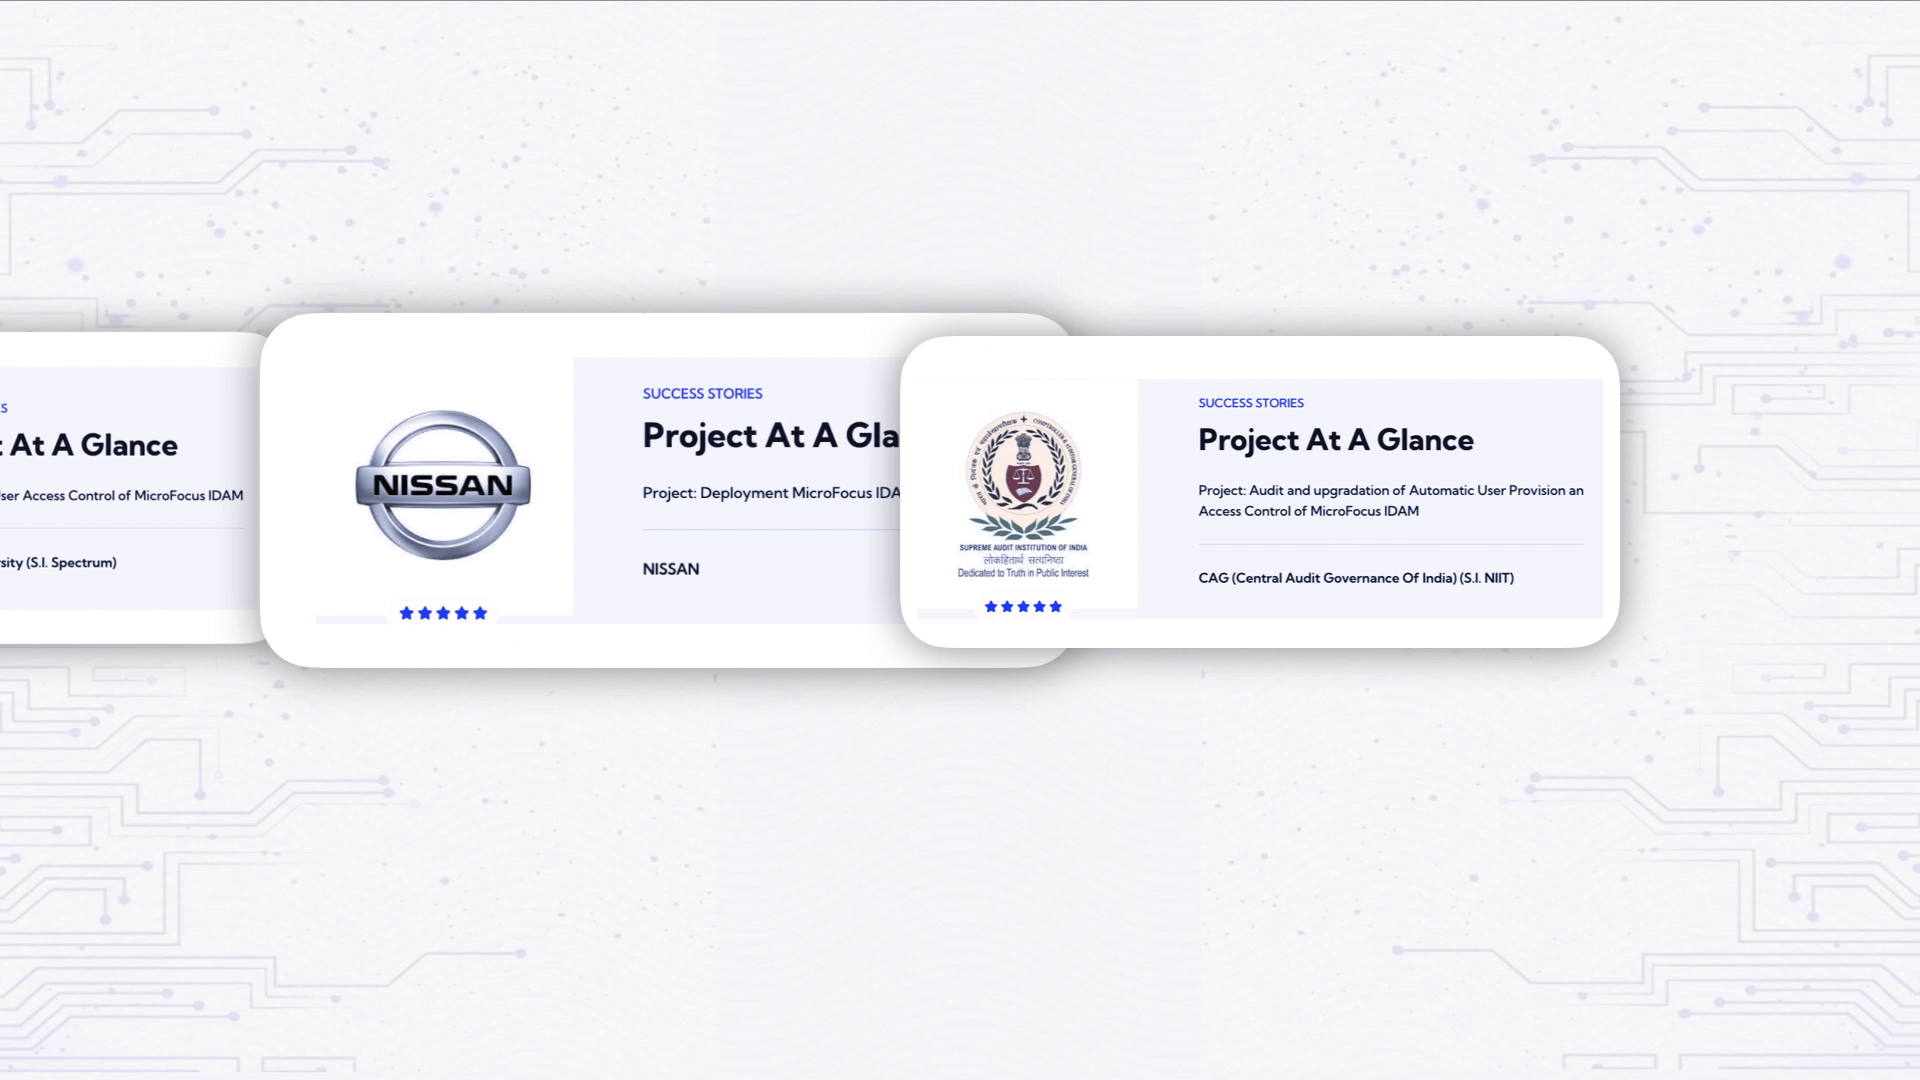 At A Glance
ser Access Control of MicroFocus IDAM
sity (S.I. Spectrum)
NISSAN
SUCCESS STORIES
Project At A Gla
Project: Deployment MicroFocus IDA
NISSAN
SUPREME AUDIT INSTITUTION OF INDIA
लोकहितार्थ सत्यनिष्ठा
Dedicated to Truth in Public Interest
SUCCESS STORIES
Project At A Glance
Project: Audit and upgradation of Automatic User Provision an
Access Control of MicroFocus IDAM
CAG (Central Audit Governance Of India) (S.I. NIIT)